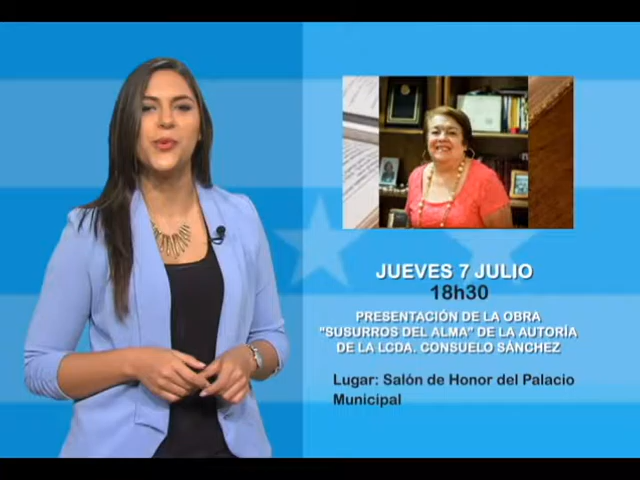 JUEVES 7 JULIO
18h30
PRESENTACIÓN DE LA OBRA
"SUSURROS DEL ALMA" DE LA AUTORÍA
DE LA LCDA. CONSUELO SÁNCHEZ
Lugar: Salón de Honor del Palacio
Municipal